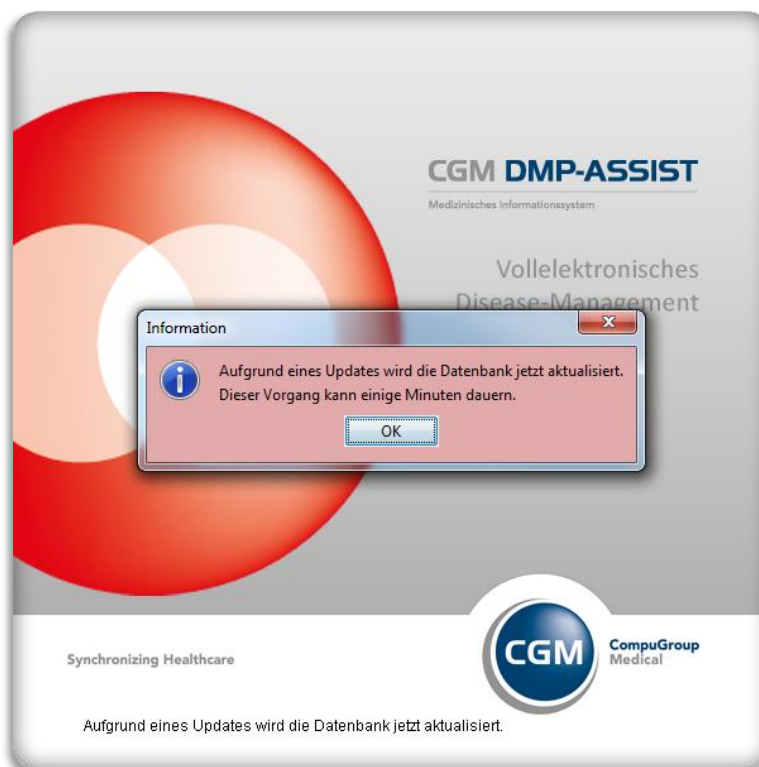 CGM DMP-ASSIST
Medizinisches Informationssystem
Vollelektronisches
Disease-Management
Information
Aufgrund eines Updates wird die Datenbank jetzt aktualisiert.
Dieser Vorgang kann einige Minuten dauern.
OK
Synchronizing Healthcare
CGM
CompuGroup
Medical
Aufgrund eines Updates wird die Datenbank jetzt aktualisiert.